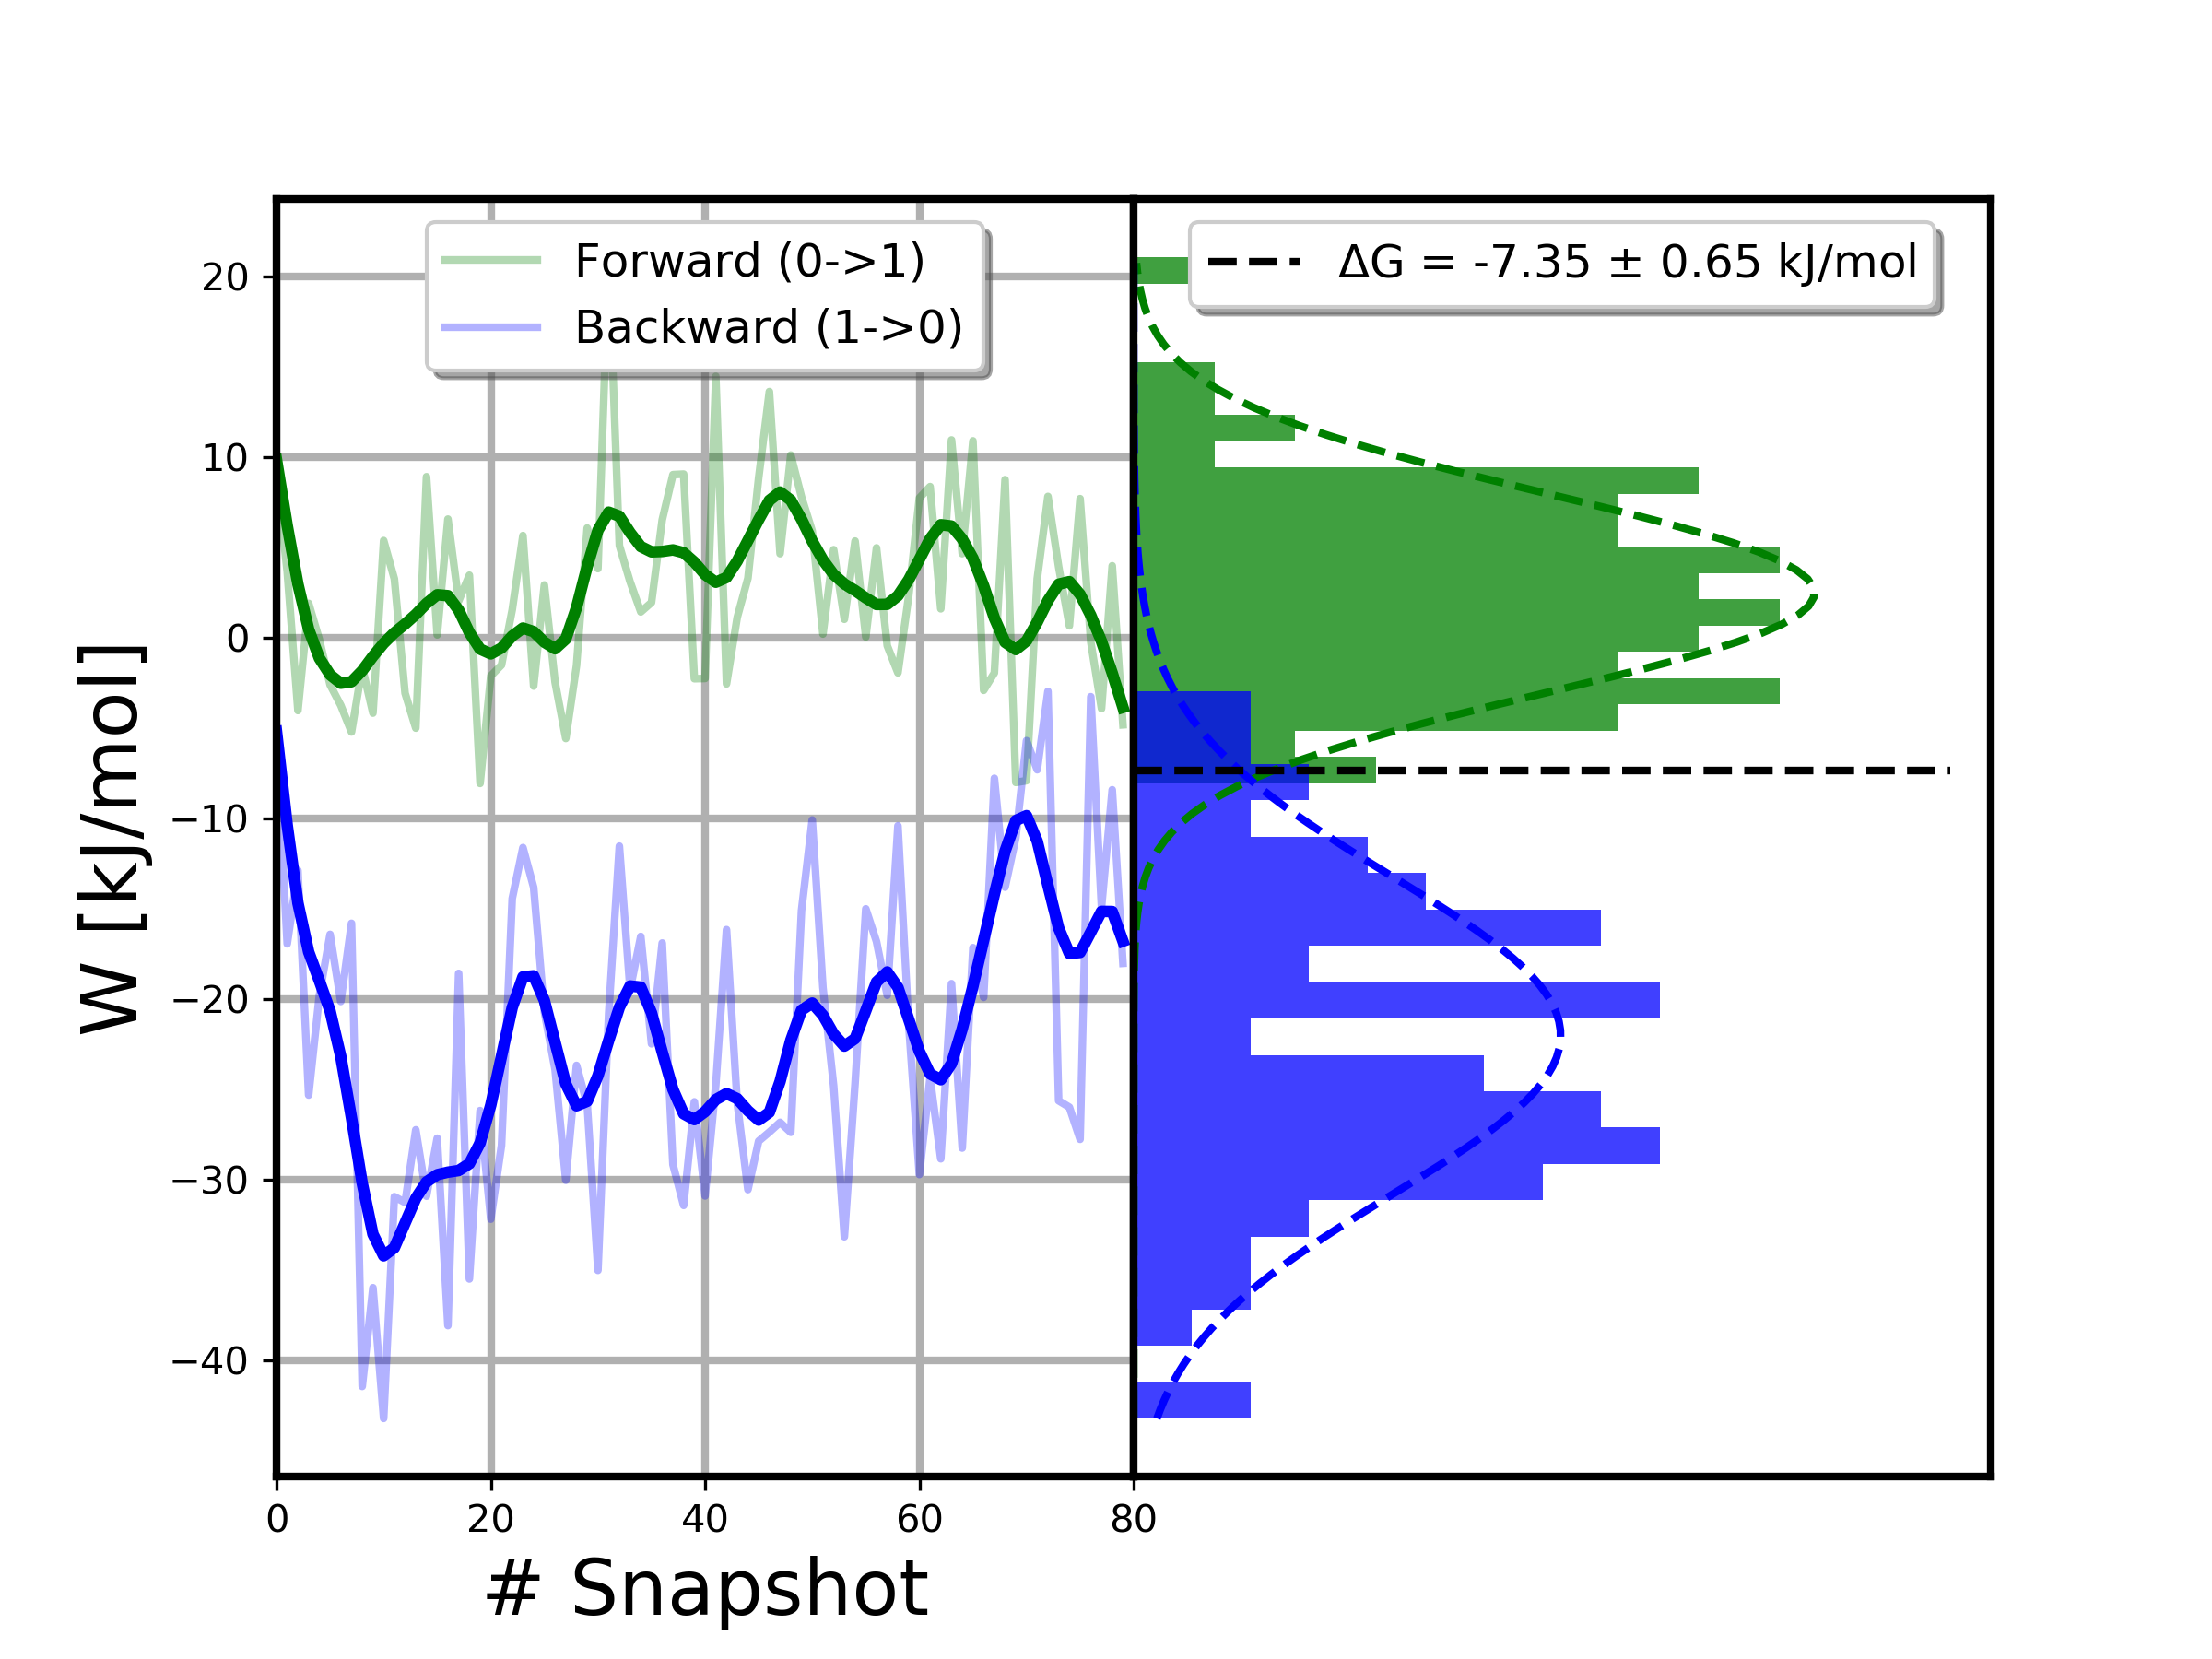 Forward (0->1)
Backward (1->0)
ΔG = -7.35 ± 0.65 kJ/mol
W [kJ/mol]
20
10
0
−10
−20
−30
−40
0
20
40
60
80
# Snapshot